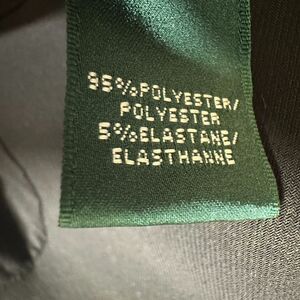 95%POLYESTER/
POLYESTER
5%ELASTANE/
ELASTHANNE